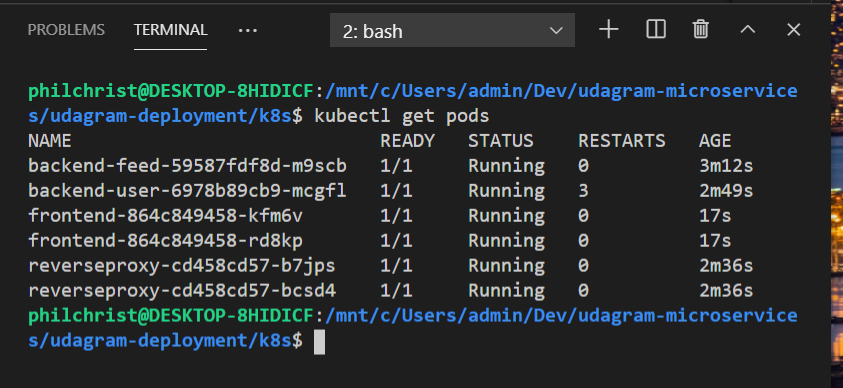 PROBLEMS TERMINAL ... 2: bash
philchrist@DESKTOP-8HIDICF:/mnt/c/Users/admin/Dev/udagram-microservice
s/udagram-deployment/k8s$ kubectl get pods
NAME READY STATUS RESTARTS AGE
backend-feed-59587fdf8d-m9scb 1/1 Running 0 3m12s
backend-user-6978b89cb9-mcgfl 1/1 Running 3 2m49s
frontend-864c849458-kfm6v 1/1 Running 0 17s
frontend-864c849458-rd8kp 1/1 Running 0 17s
reverseproxy-cd458cd57-b7jps 1/1 Running 0 2m36s
reverseproxy-cd458cd57-bcsd4 1/1 Running 0 2m36s
philchrist@DESKTOP-8HIDICF:/mnt/c/Users/admin/Dev/udagram-microservice
s/udagram-deployment/k8s$